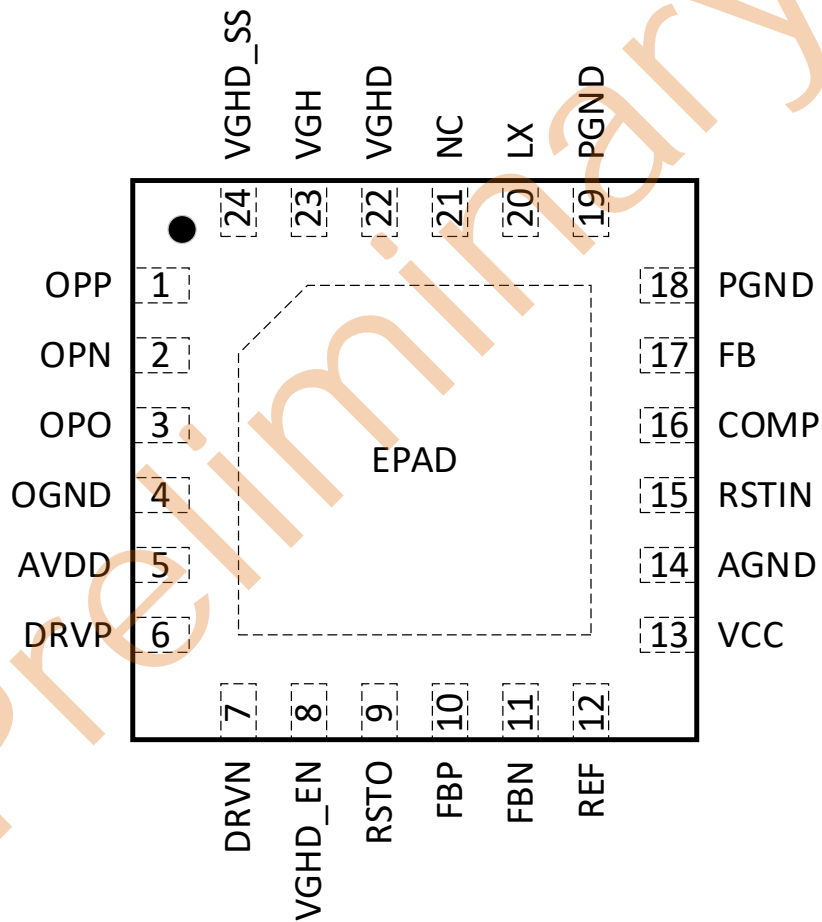 VGHD_SS
VGH
VGHD
NC
LX
PGND
24
23
22
21
20
19
OPP 1
OPN 2
OPO 3
OGND 4
AVDD 5
DRVP 6
18 PGND
17 FB
16 COMP
15 RSTIN
14 AGND
13 VCC
EPAD
7
8
9
10
11
12
DRVN
VGHD_EN
RSTO
FBP
FBN
REF
Preliminary